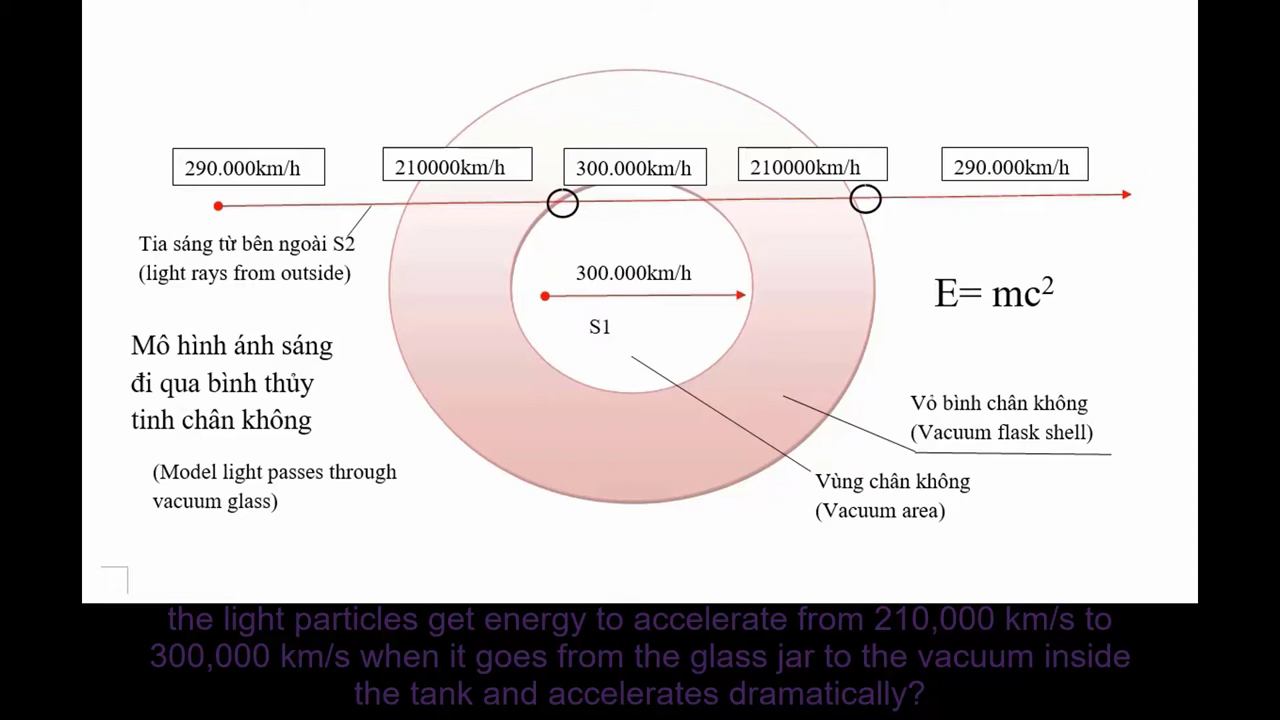 290.000km/h
210000km/h
300.000km/h
210000km/h
290.000km/h
Tia sáng từ bên ngoài S2
(light rays from outside)
300.000km/h
S1
E= mc²
Mô hình ánh sáng
đi qua bình thủy
tinh chân không
(Model light passes through
vacuum glass)
Vỏ bình chân không
(Vacuum flask shell)
Vùng chân không
(Vacuum area)
the light particles get energy to accelerate from 210,000 km/s to
300,000 km/s when it goes from the glass jar to the vacuum inside
the tank and accelerates dramatically?